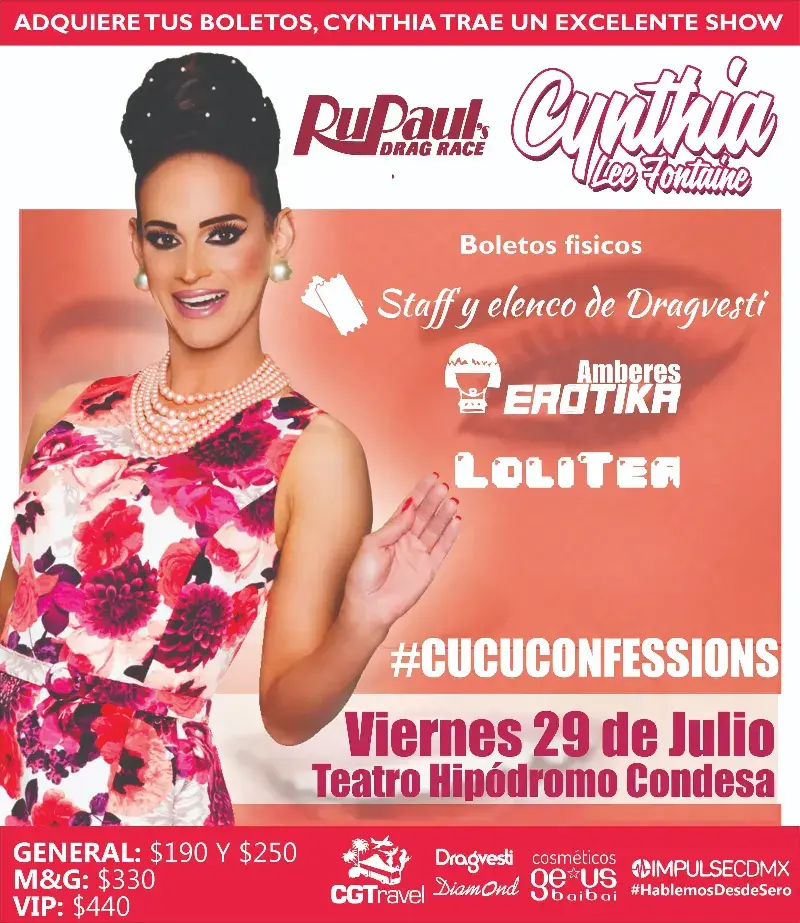 ADQUIERE TUS BOLETOS, CYNTHIA TRAE UN EXCELENTE SHOW
RuPaul's
DRAG RACE
Cynthia
Lee Fontaine
Boletos fisicos
Staff y elenco de Dragvesti
Amberes
EROTIKA
LOLITEA
#CUCUCONFESSIONS
Viernes 29 de Julio
Teatro Hipódromo Condesa
GENERAL: $190 Y $250
M&G: $330
VIP: $440
CGTravel
Dragvesti
DiamOnd
cosméticos
ge★us
baibai
IMPULSECDMX
#HablemosDesdeSero